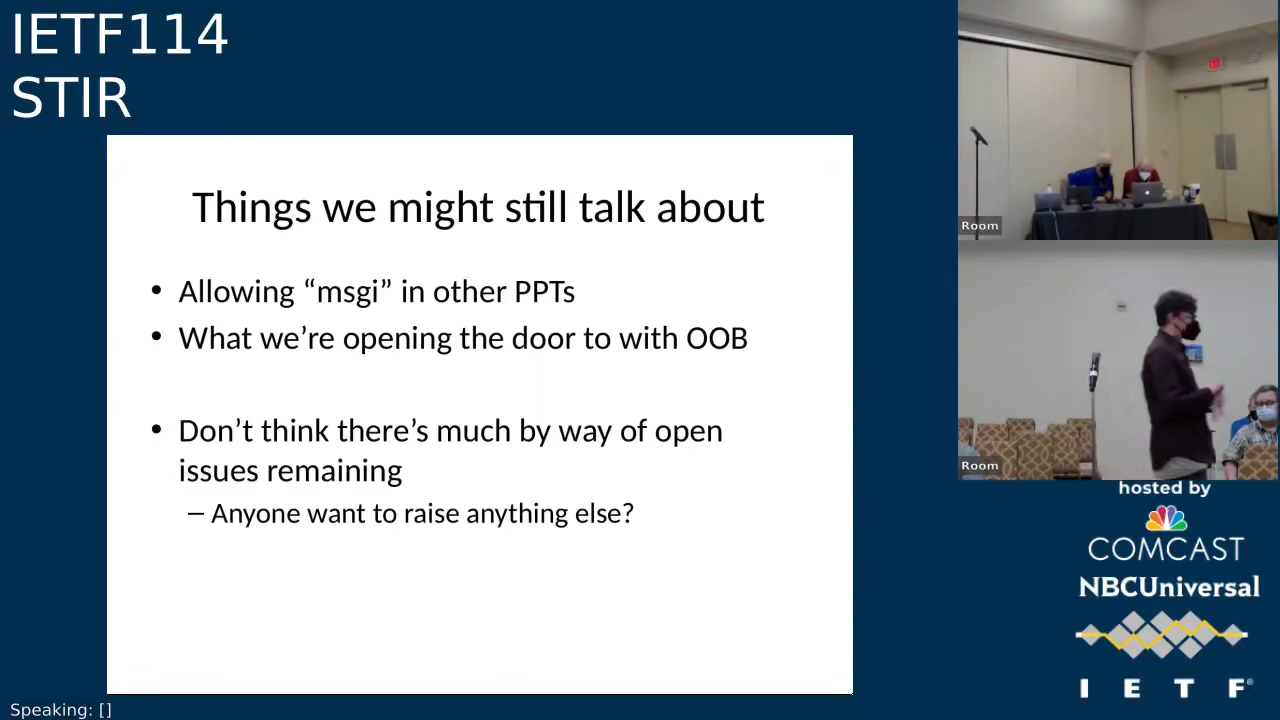 IETF114
STIR
Things we might still talk about
• Allowing “msgi” in other PPTs
• What we’re opening the door to with OOB
• Don’t think there’s much by way of open
issues remaining
– Anyone want to raise anything else?
Room
Room
hosted by
COMCAST
NBCUniversal
I E T F®
Speaking: []